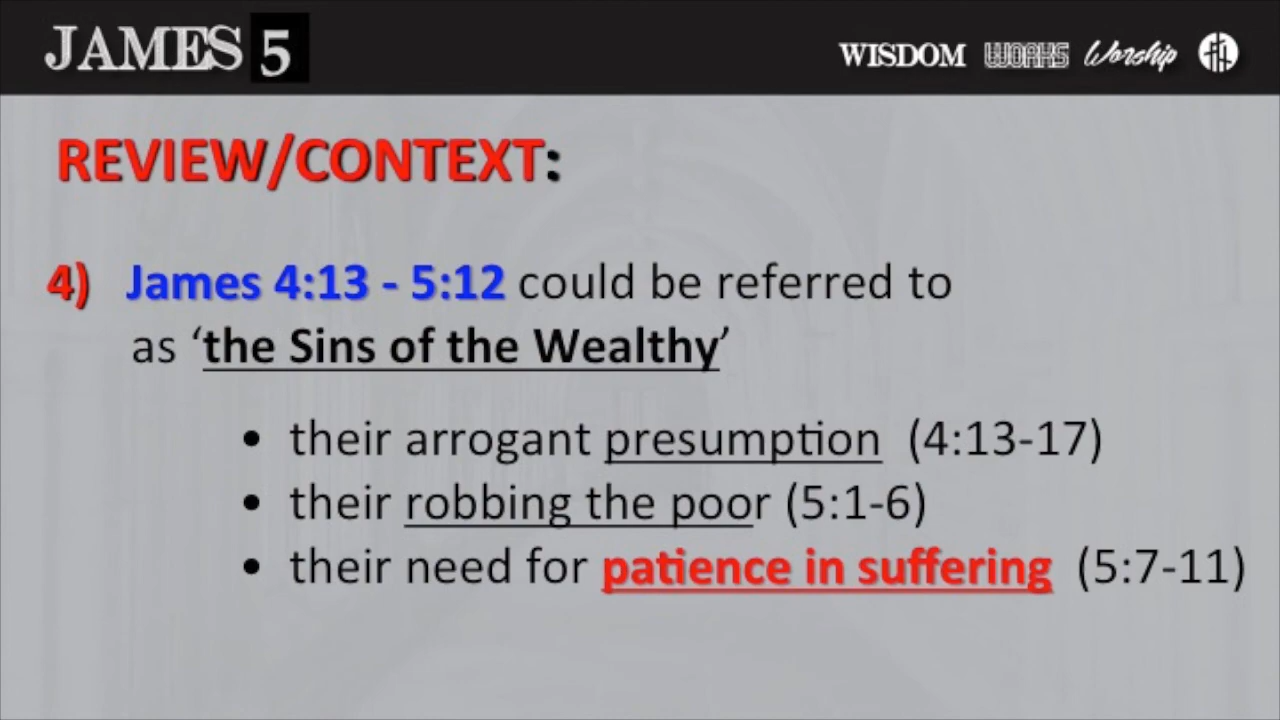 JAMES 5
WISDOM WORKS Worship
REVIEW/CONTEXT:
4) James 4:13 - 5:12 could be referred to
as ‘the Sins of the Wealthy’
• their arrogant presumption (4:13-17)
• their robbing the poor (5:1-6)
• their need for patience in suffering (5:7-11)